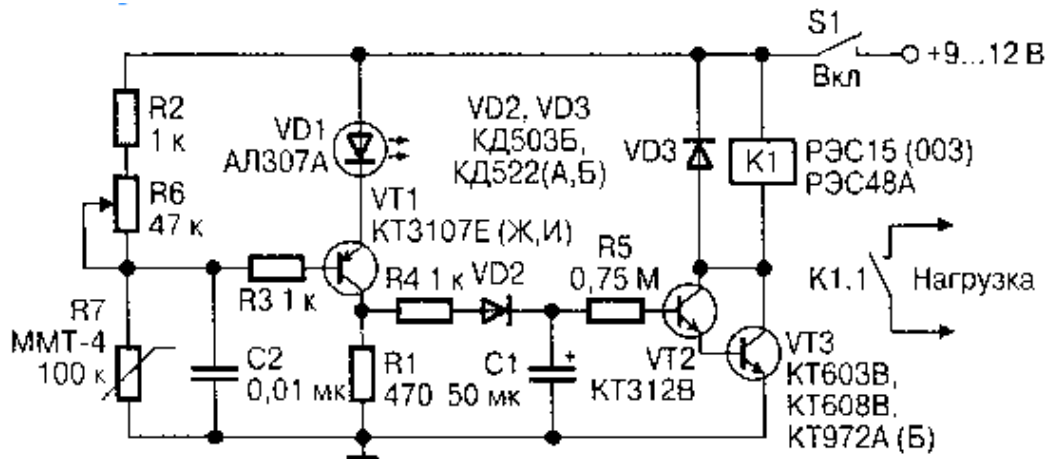 S1
+9...12 В
Вкл
R2
1 к
VD1
АЛ307А
VD2, VD3
КД503Б,
КД522(А,Б)
VD3
K1
РЭС15 (003)
РЭС48А
R6
47 к
VT1
КТ3107Е (Ж,И)
R3 1 к
R4 1 к
VD2
R5
0,75 М
K1.1
Нагрузка
R7
ММТ-4
100 к
C2
0,01 мк
R1
470
C1
50 мк
+
VT2
КТ312В
VT3
КТ603В,
КТ608В,
КТ972А (Б)